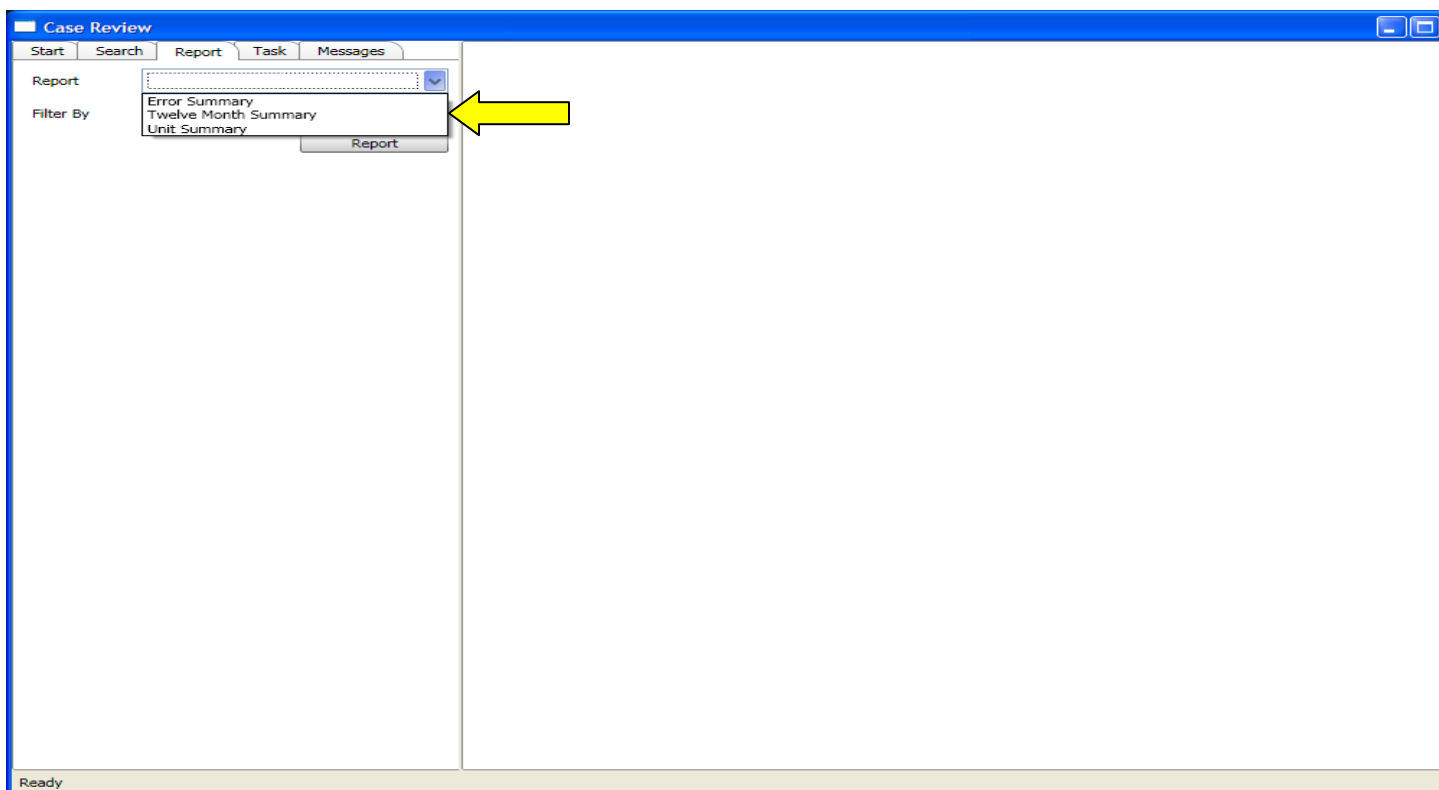 Case Review
Start Search Report Task Messages
Report
Error Summary
Filter By Twelve Month Summary
Unit Summary
Report
Ready